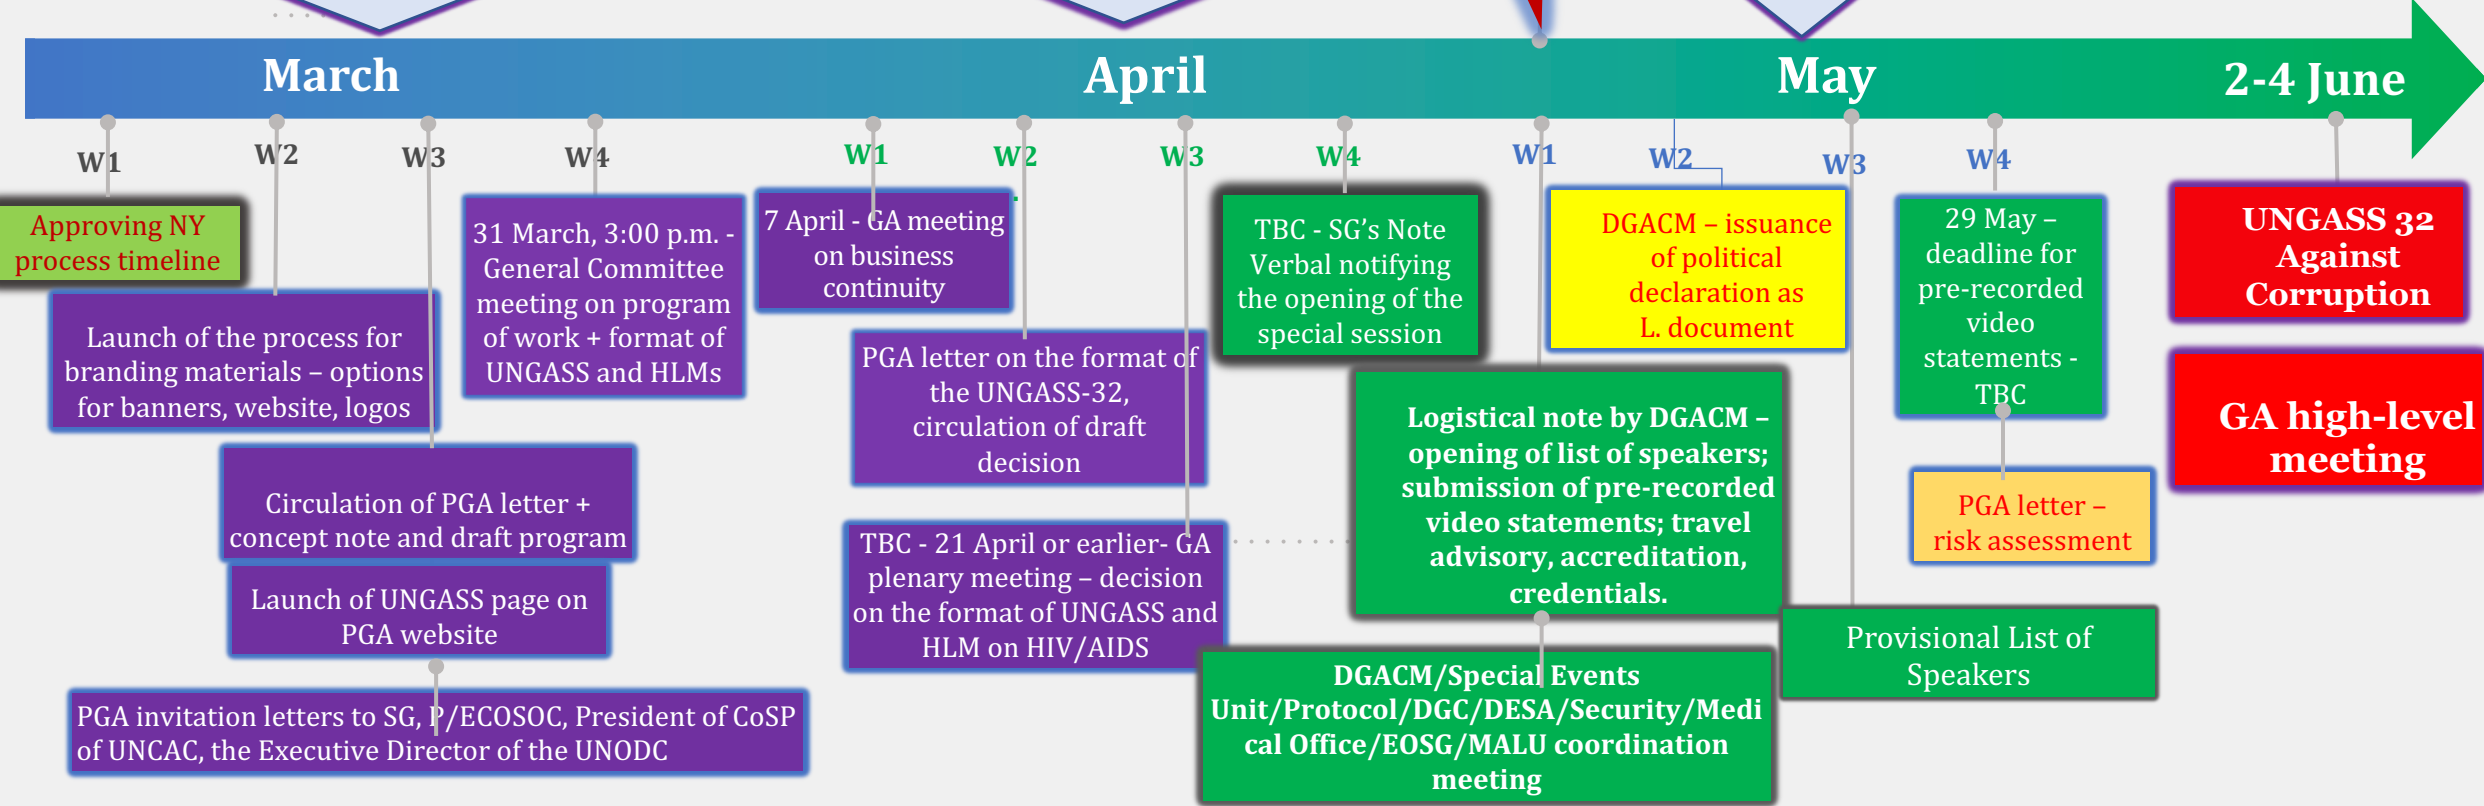 March
April
May
2-4 June
W1
W2
W3
W4
W1
W2
W3
W4
W1
W2
W3
W4
Approving NY
process timeline
Launch of the process for
branding materials – options
for banners, website, logos
Circulation of PGA letter +
concept note and draft program
Launch of UNGASS page on
PGA website
PGA invitation letters to SG, P/ECOSOC, President of CoSP
of UNCAC, the Executive Director of the UNODC
31 March, 3:00 p.m. -
General Committee
meeting on program
of work + format of
UNGASS and HLMs
7 April - GA meeting
on business
continuity
PGA letter on the format of
the UNGASS-32,
circulation of draft
decision
TBC - 21 April or earlier- GA
plenary meeting – decision
on the format of UNGASS and
HLM on HIV/AIDS
TBC - SG's Note
Verbal notifying
the opening of the
special session
Logistical note by DGACM –
opening of list of speakers;
submission of pre-recorded
video statements; travel
advisory, accreditation,
credentials.
DGACM/Special Events
Unit/Protocol/DGC/DESA/Security/Medi
cal Office/EOSG/MALU coordination
meeting
DGACM – issuance
of political
declaration as
L. document
Provisional List of
Speakers
29 May –
deadline for
pre-recorded
video
statements -
TBC
PGA letter –
risk assessment
UNGASS 32
Against
Corruption
GA high-level
meeting